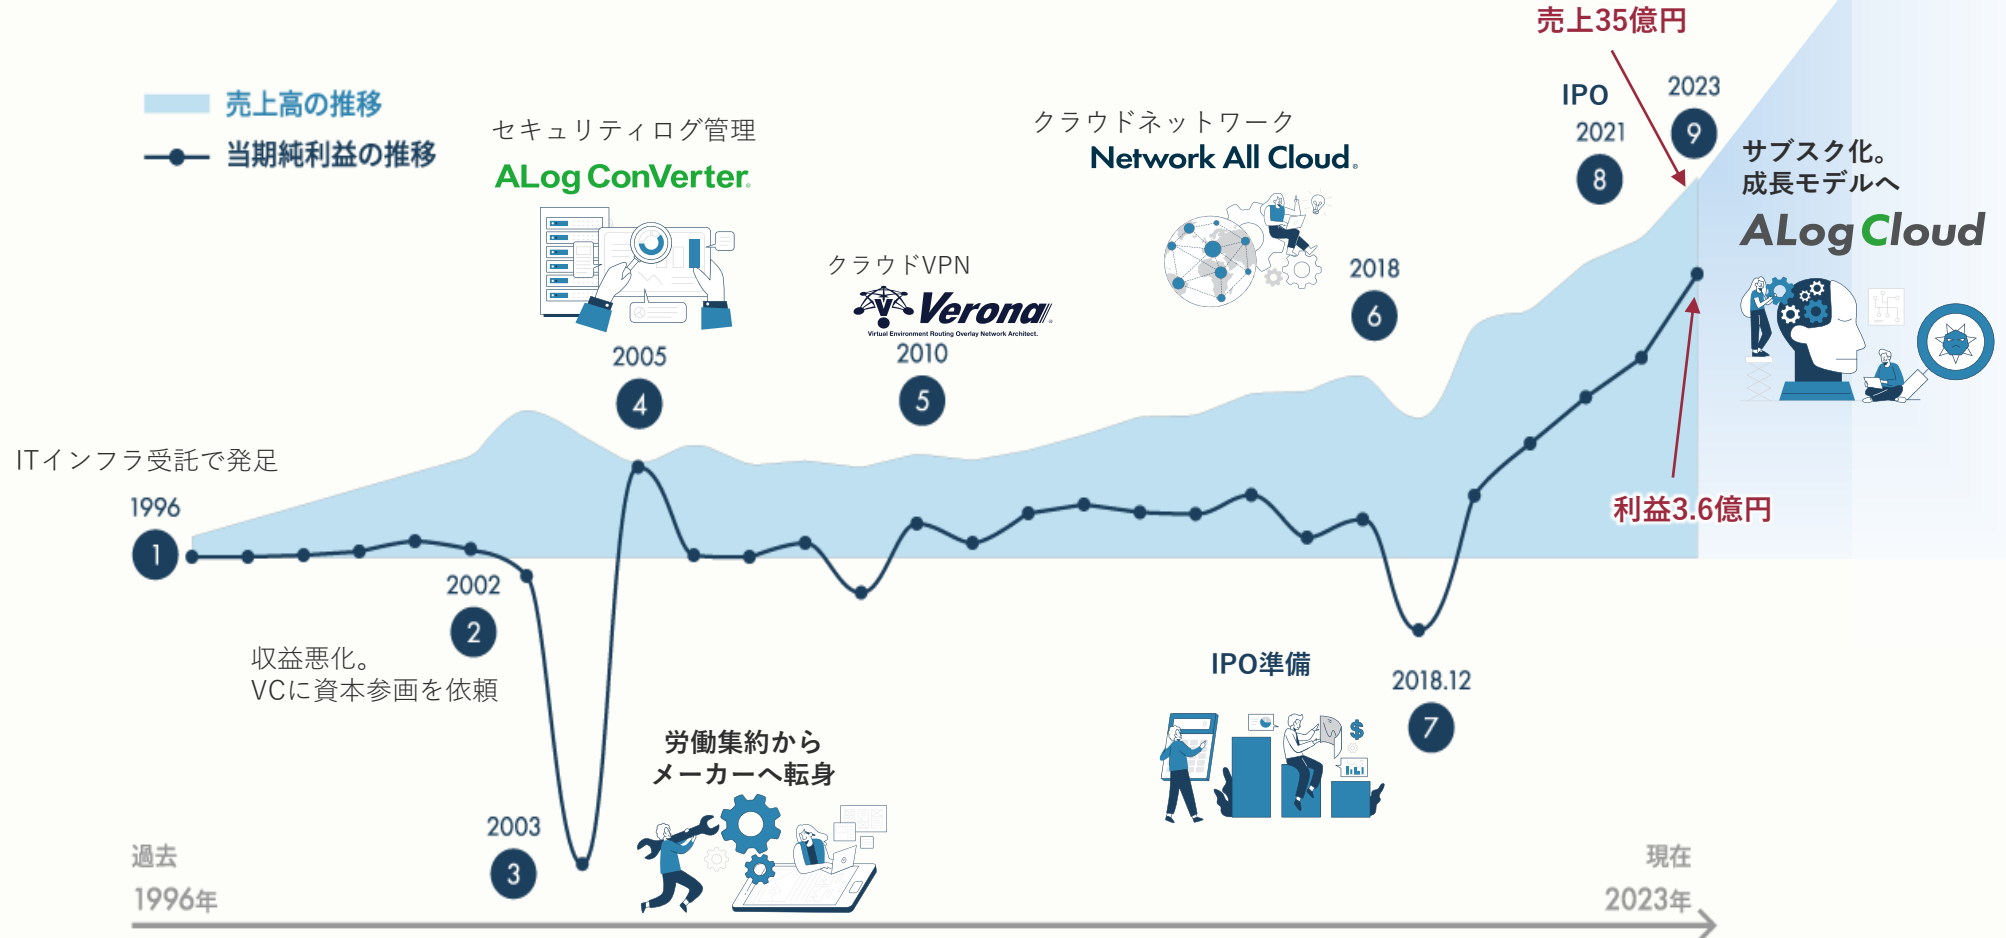 売上35億円
売上高の推移
当期純利益の推移
セキュリティログ管理
ALog ConVerter®
クラウドネットワーク
Network All Cloud®
IPO
2021
8
2023
9
サブスク化。
成長モデルへ
ALog Cloud
クラウドVPN
Verona
Virtual Environment Routing Overlay Network Architect.
2018
6
2005
4
2010
5
ITインフラ受託で発足
1996
1
利益3.6億円
2002
2
収益悪化。
VCに資本参画を依頼
IPO準備
2018.12
7
$
労働集約から
メーカーへ転身
2003
3
過去
1996年
現在
2023年